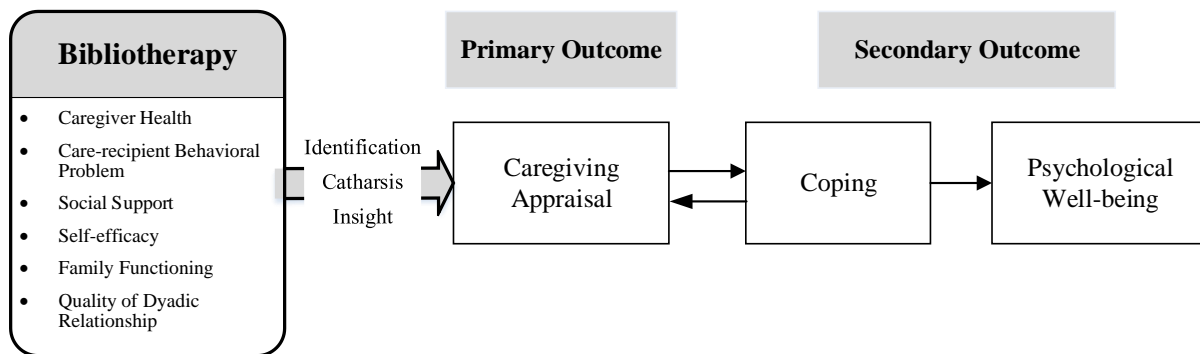 Bibliotherapy
• Caregiver Health
• Care-recipient Behavioral
Problem
• Social Support
• Self-efficacy
• Family Functioning
• Quality of Dyadic
Relationship
Identification
Catharsis
Insight
Primary Outcome
Caregiving
Appraisal
Secondary Outcome
Coping
Psychological
Well-being